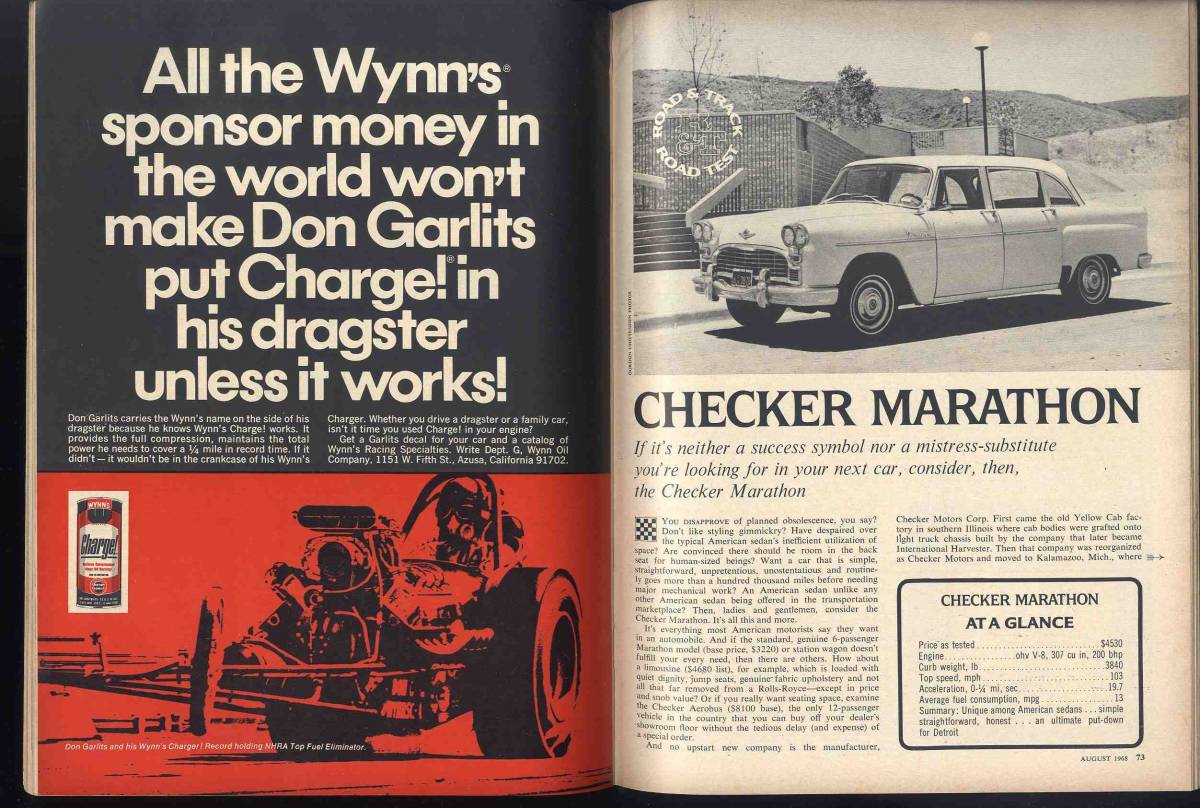 All the Wynn's®
sponsor money in
the world won't
make Don Garlits
put Charge!® in
his dragster
unless it works!
Don Garlits carries the Wynn's name on the side of his
dragster because he knows Wynn's Charge! works. It
provides the full compression, maintains the total
power he needs to cover a ¼ mile in record time. If it
didn't — it wouldn't be in the crankcase of his Wynn's
Charger. Whether you drive a dragster or a family car,
isn't it time you used Charge! in your engine?
Get a Garlits decal for your car and a catalog of
Wynn's Racing Specialties. Write Dept. G, Wynn Oil
Company, 1151 W. Fifth St., Azusa, California 91702.
WYNN'S
Charge!
Don Garlits and his Wynn's Charger! Record holding NHRA Top Fuel Eliminator.
ROAD & TRACK
R&T
ROAD TEST
GORDON CHITTENDEN PHOTOS
CHECKER MARATHON
If it's neither a success symbol nor a mistress-substitute
you're looking for in your next car, consider, then,
the Checker Marathon
YOU DISAPPROVE of planned obsolescence, you say?
Don't like styling gimmickry? Have despaired over
the typical American sedan's inefficient utilization of
space? Are convinced there should be room in the back
seat for human-sized beings? Want a car that is simple,
straightforward, unpretentious, unostentatious and routine-
ly goes more than a hundred thousand miles before needing
major mechanical work? An American sedan unlike any
other American sedan being offered in the transportation
marketplace? Then, ladies and gentlemen, consider the
Checker Marathon. It's all this and more.
It's everything most American motorists say they want
in an automobile. And if the standard, genuine 6-passenger
Marathon model (base price, $3220) or station wagon doesn't
fulfill your every need, then there are others. How about
a limousine ($4680 list), for example, which is loaded with
quiet dignity, jump seats, genuine fabric upholstery and not
all that far removed from a Rolls-Royce—except in price
and snob value? Or if you really want seating space, examine
the Checker Aerobus ($8100 base), the only 12-passenger
vehicle in the country that you can buy off your dealer's
showroom floor without the tedious delay (and expense) of
a special order.
And no upstart new company is the manufacturer,
Checker Motors Corp. First came the old Yellow Cab fac-
tory in southern Illinois where cab bodies were grafted onto
light truck chassis built by the company that later became
International Harvester. Then that company was reorganized
as Checker Motors and moved to Kalamazoo, Mich., where
CHECKER MARATHON
AT A GLANCE
Price as tested....................$4530
Engine..............ohv V-8, 307 cu in, 200 bhp
Curb weight, lb....................3840
Top speed, mph....................103
Acceleration, 0-¼ mi, sec....................19.7
Average fuel consumption, mpg....................13
Summary: Unique among American sedans . . . simple
straightforward, honest . . . an ultimate put-down
for Detroit
AUGUST 1968 73